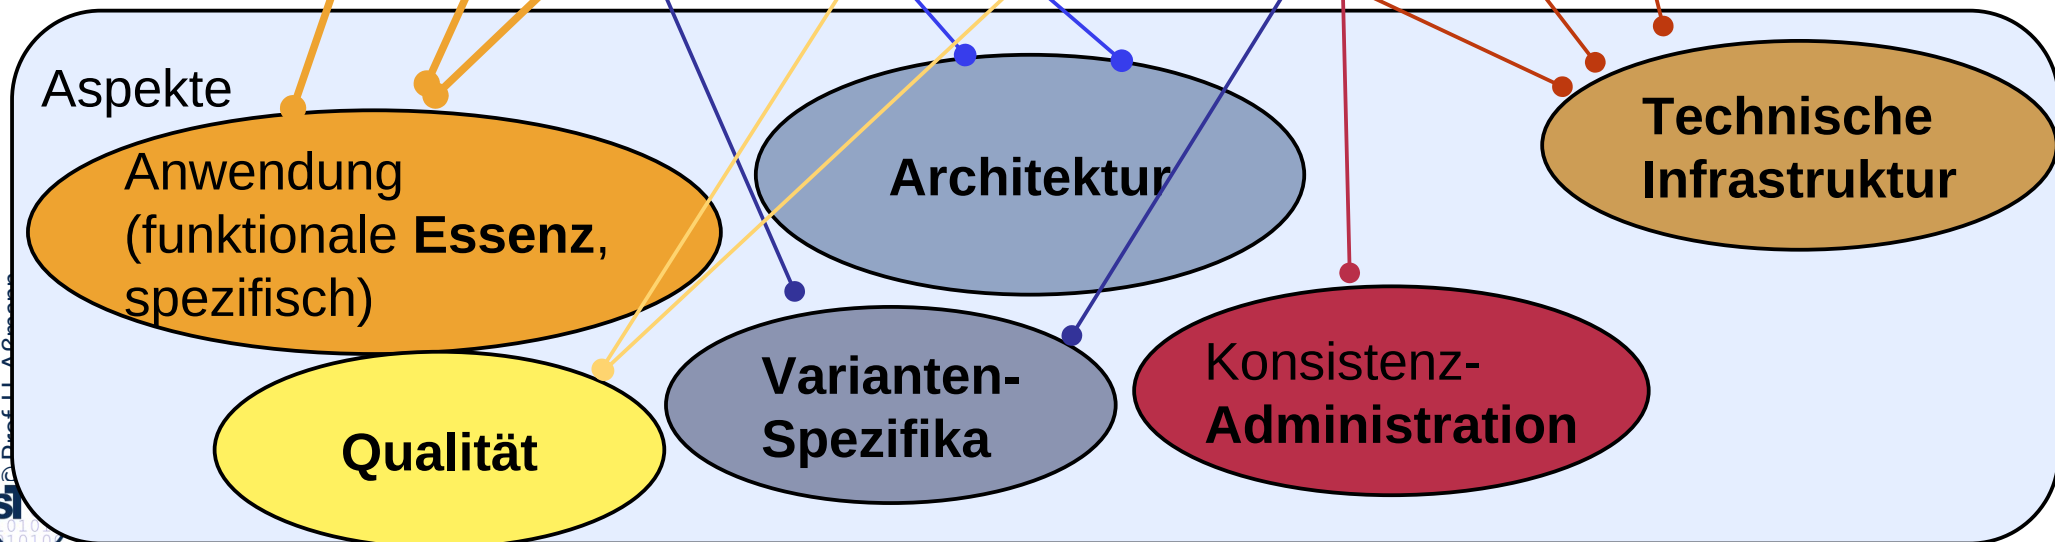 Aspekte
Anwendung
(funktionale Essenz,
spezifisch)
Architektur
Technische
Infrastruktur
Qualität
Varianten-
Spezifika
Konsistenz-
Administration